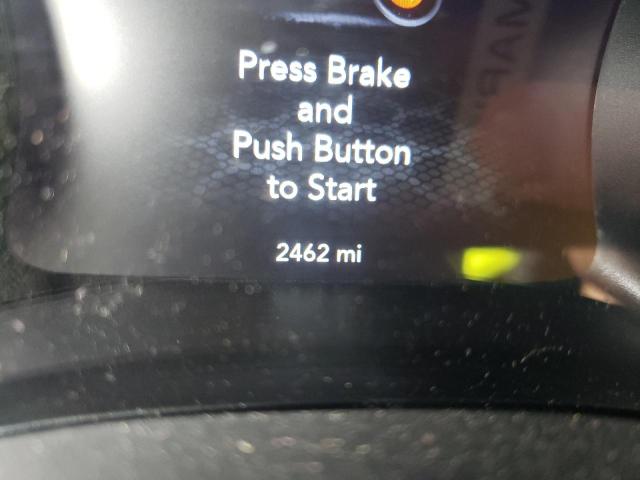 Press Brake
and
Push Button
to Start
2462 mi